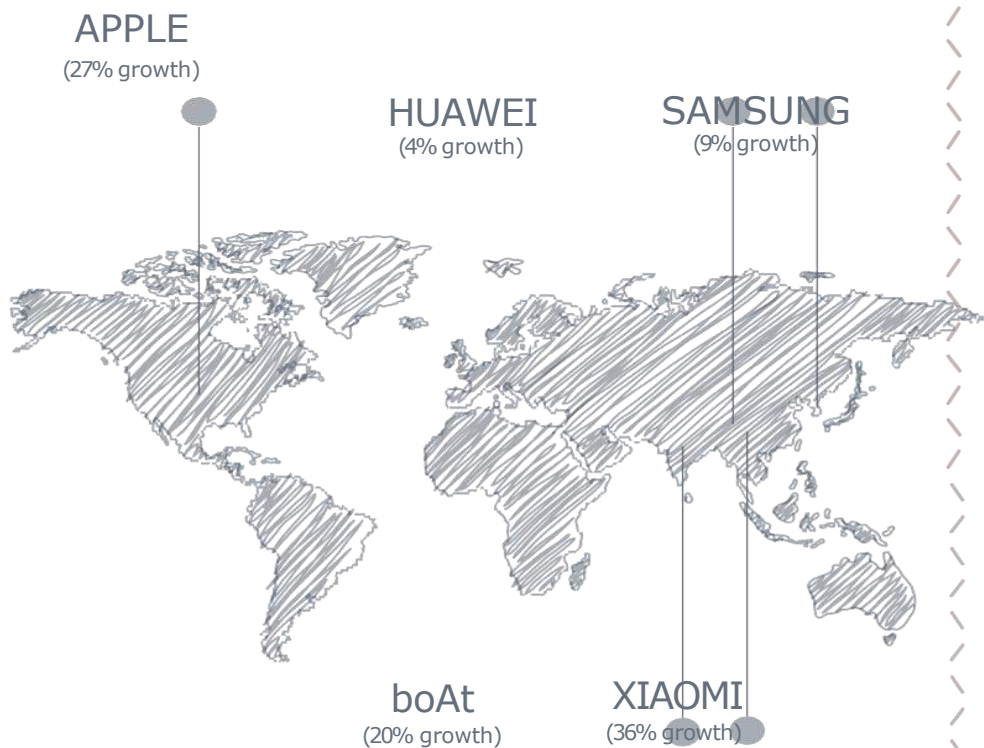 APPLE
(27% growth)
HUAWEI
(4% growth)
SAMSUNG
(9% growth)
boAt
(20% growth)
XIAOMI
(36% growth)